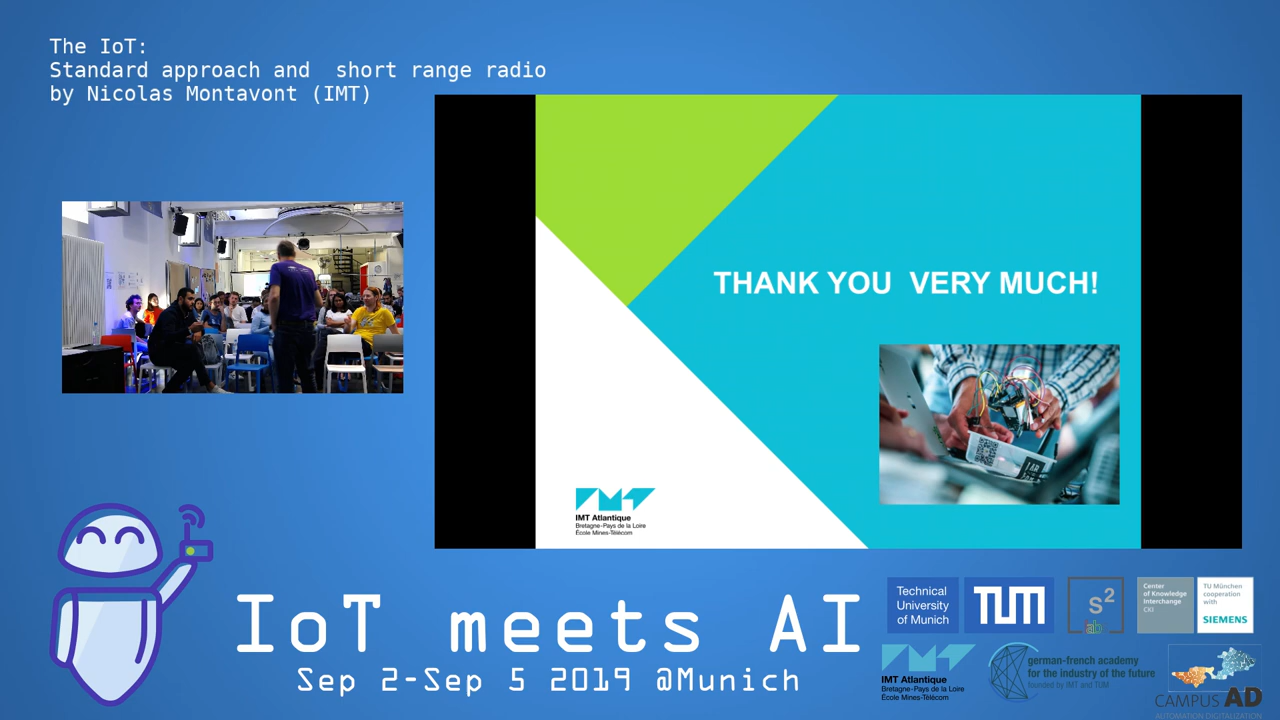 The IoT:
Standard approach and  short range radio
by Nicolas Montavont (IMT)
THANK YOU  VERY MUCH!
IMT Atlantique
Bretagne-Pays de la Loire
École Mines-Télécom
IoT meets AI
Sep 2-Sep 5 2019 @Munich
Technical
University
of Munich
TUM
s2
lab
Center
of Knowledge
Interchange
CKI
TU München
cooperation
with
SIEMENS
IMT Atlantique
Bretagne-Pays de la Loire
École Mines-Télécom
german-french academy
for the industry of the future
founded by IMT and TUM
CAMPUS AD
AUTOMATION DIGITALIZATION